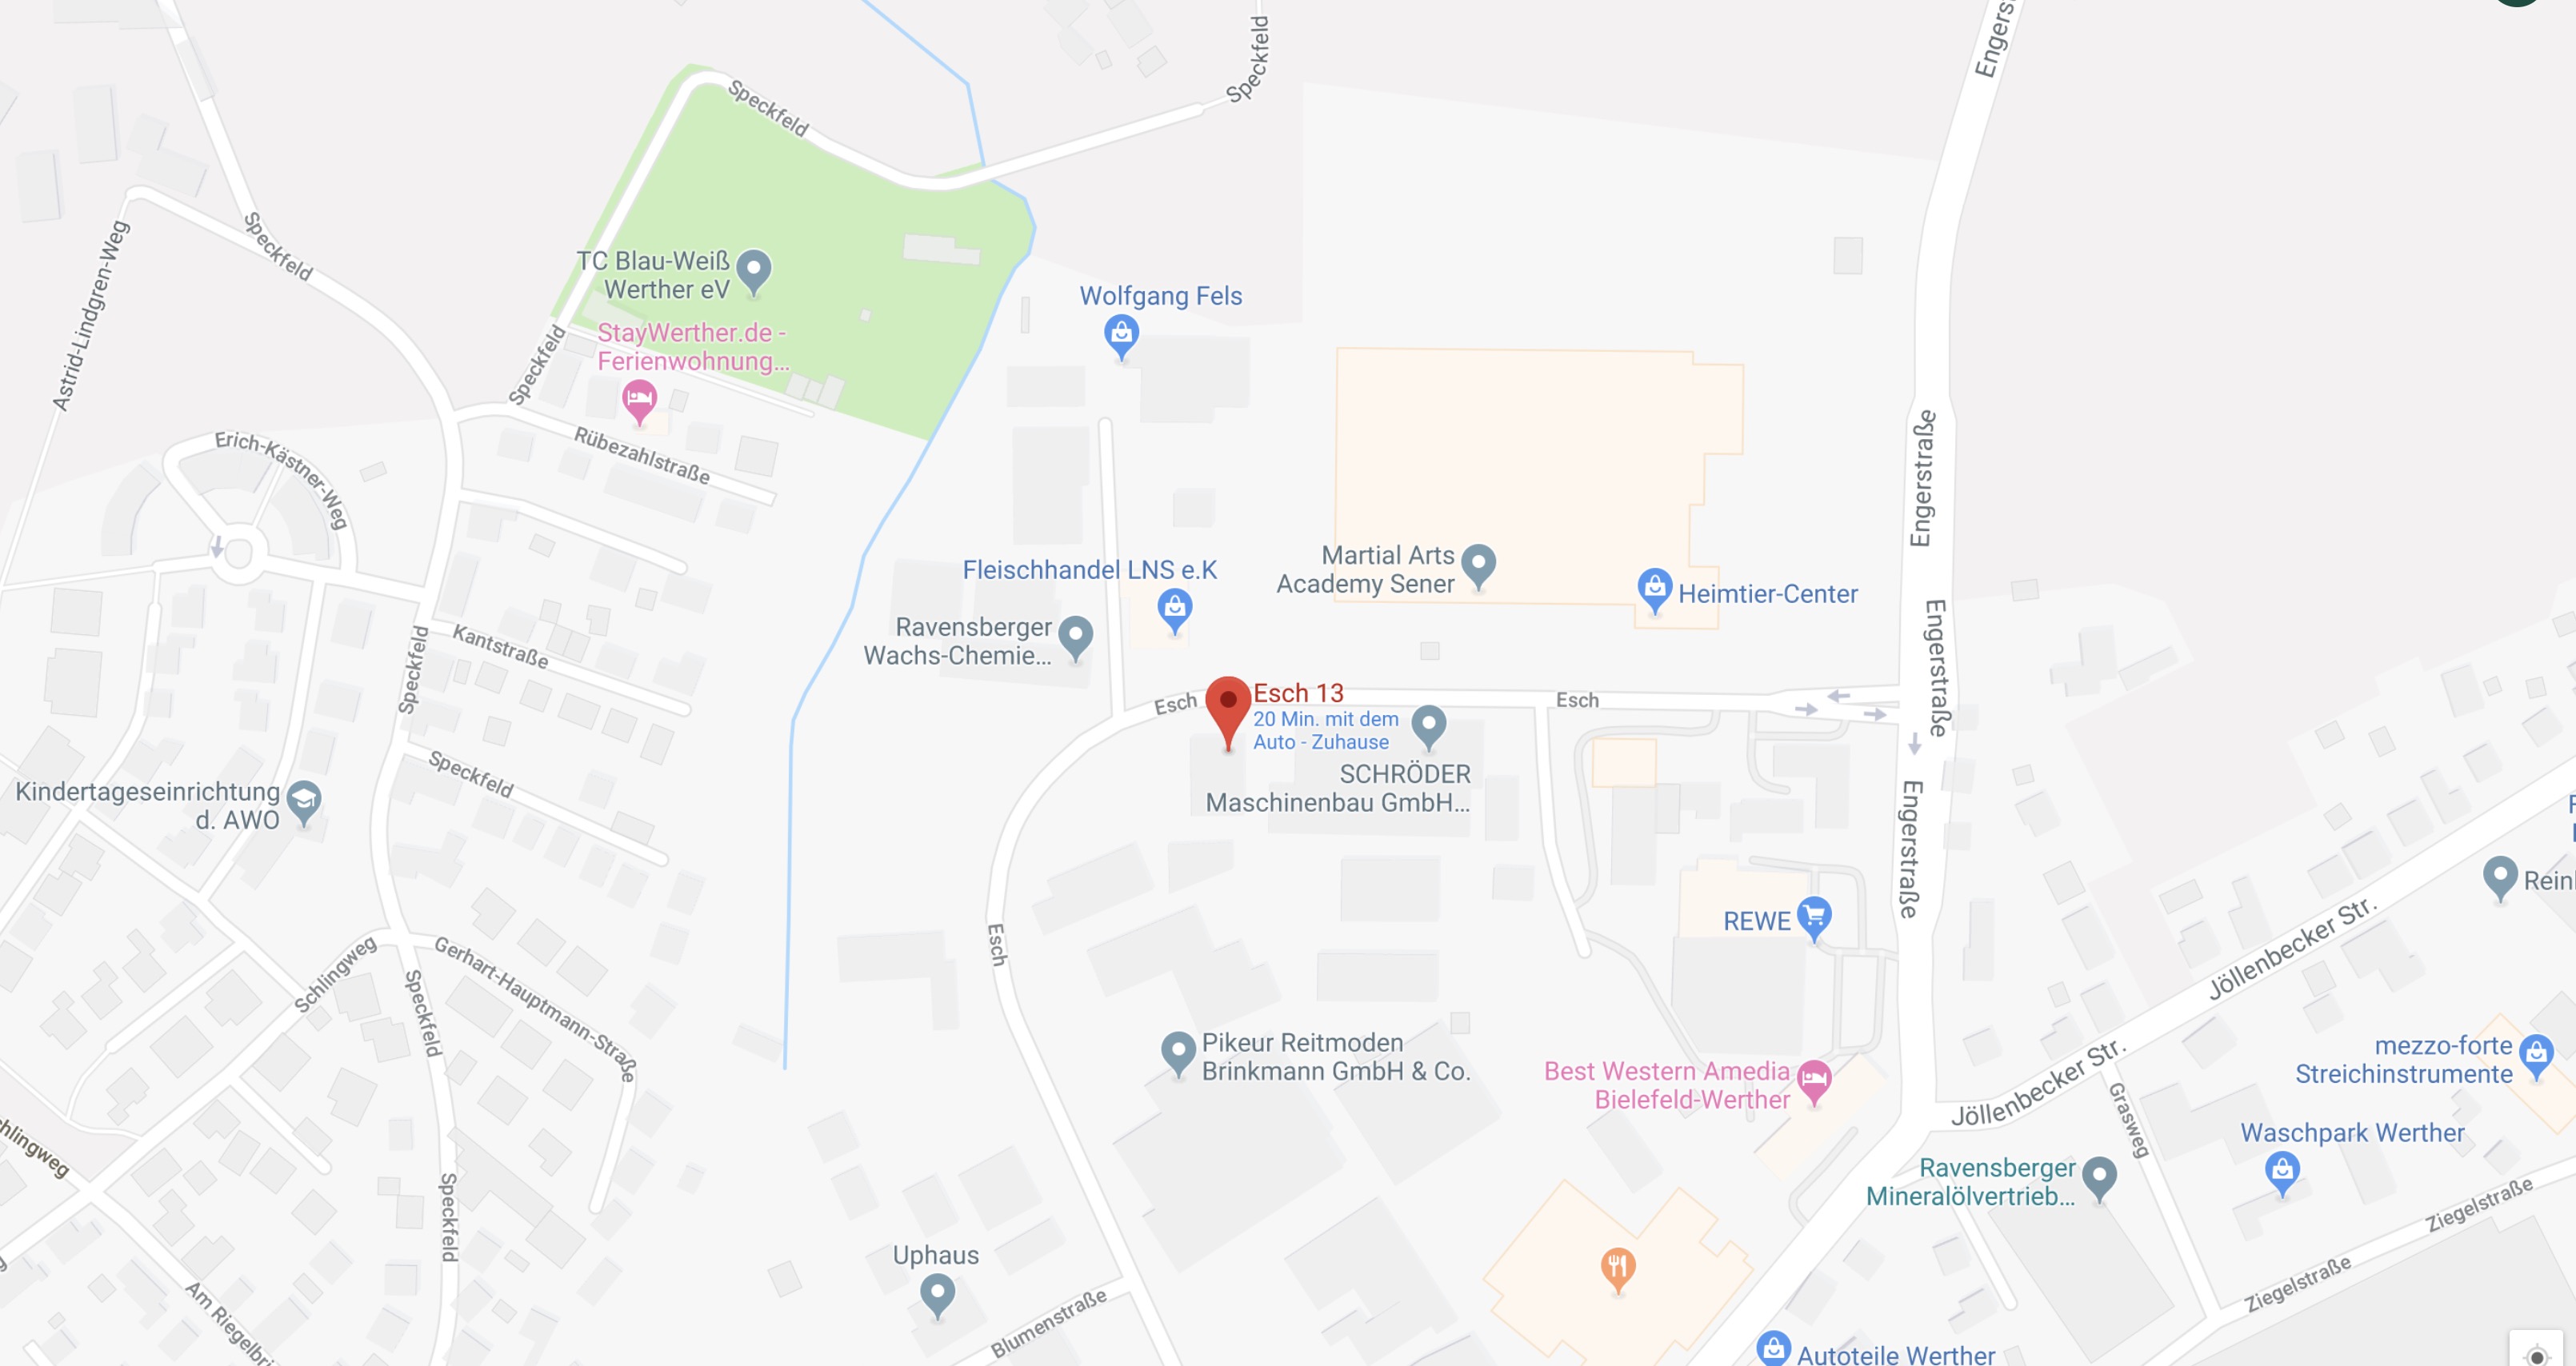 Speckfeld
Engers
Speckfeld
Astrid-Lindgren-Weg
Speckfeld
TC Blau-Weiß
Werther eV
StayWerther.de -
Ferienwohnung...
Speckfeld
Rübezahlstraße
Erich-Kästner-Weg
Wolfgang Fels
Engerstraße
Fleischhandel LNS e.K
Ravensberger
Wachs-Chemie...
Martial Arts
Academy Sener
Heimtier-Center
Engerstraße
Kantstraße
Speckfeld
Esch
Esch 13
20 Min. mit dem
Auto - Zuhause
Esch
SCHRÖDER
Maschinenbau GmbH...
Speckfeld
Kindertageseinrichtung
d. AWO
Engerstraße
REWE
Reinl
Esch
Schlingweg
Gerhart-Hauptmann-Straße
Speckfeld
Jöllenbecker Str.
Pikeur Reitmoden
Brinkmann GmbH & Co.
Best Western Amedia
Bielefeld-Werther
Jöllenbecker Str.
mezzo-forte
Streichinstrumente
Grasweg
Waschpark Werther
Ravensberger
Mineralölvertrieb...
hlingweg
Speckfeld
Ziegelstraße
Uphaus
Ziegelstraße
Am Riegelbr
Blumenstraße
Autoteile Werther